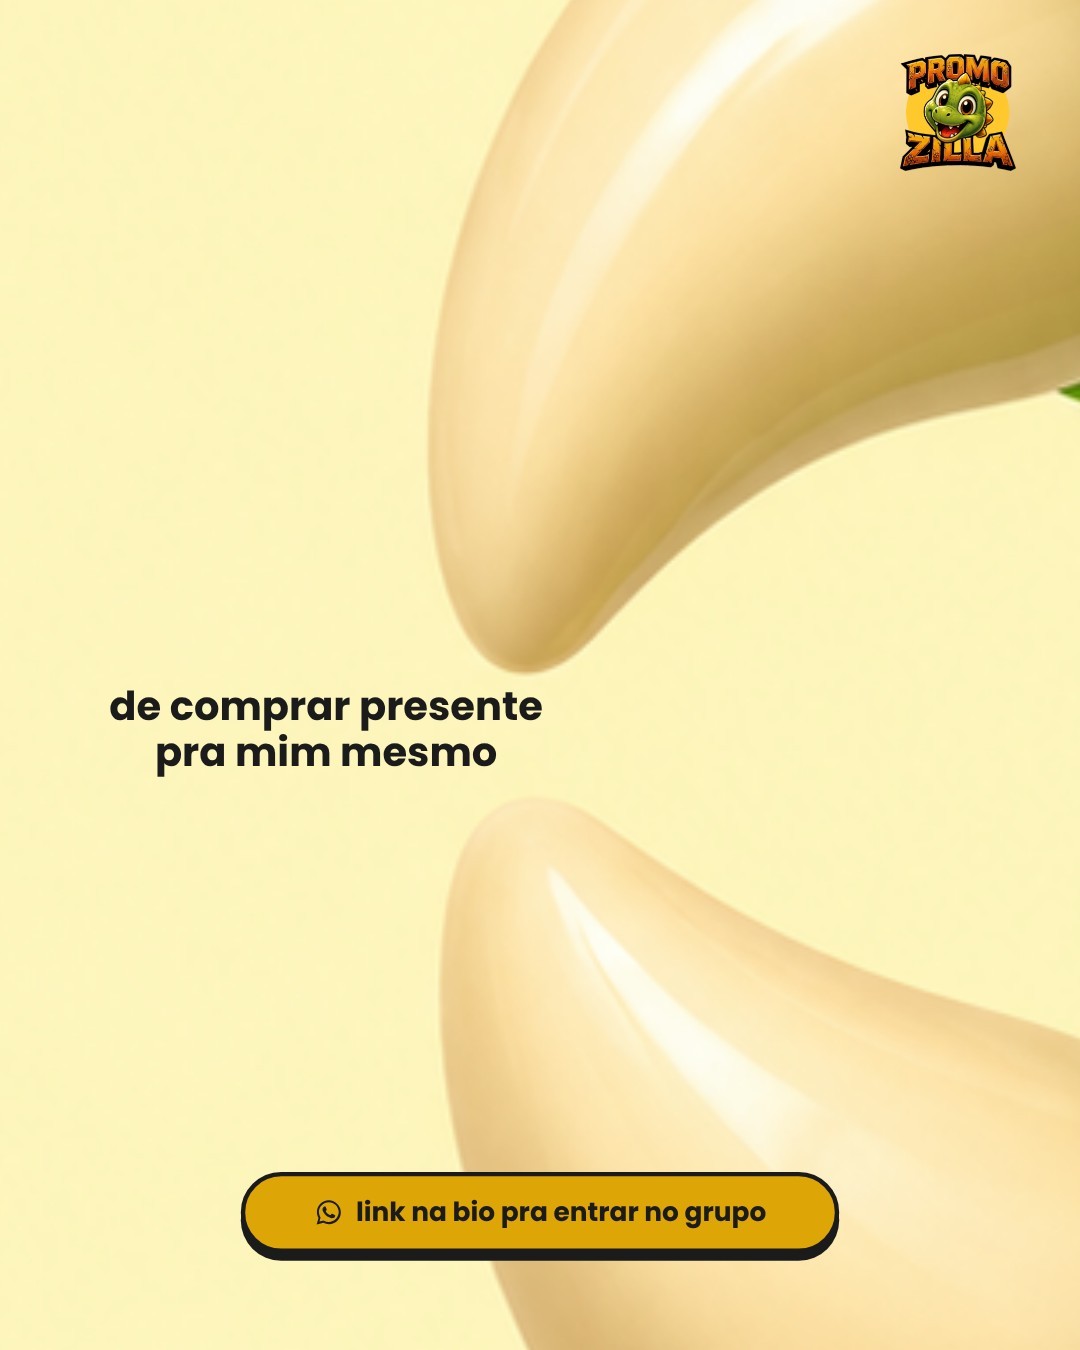 PROMO
ZILLA
de comprar presente
pra mim mesmo
link na bio pra entrar no grupo